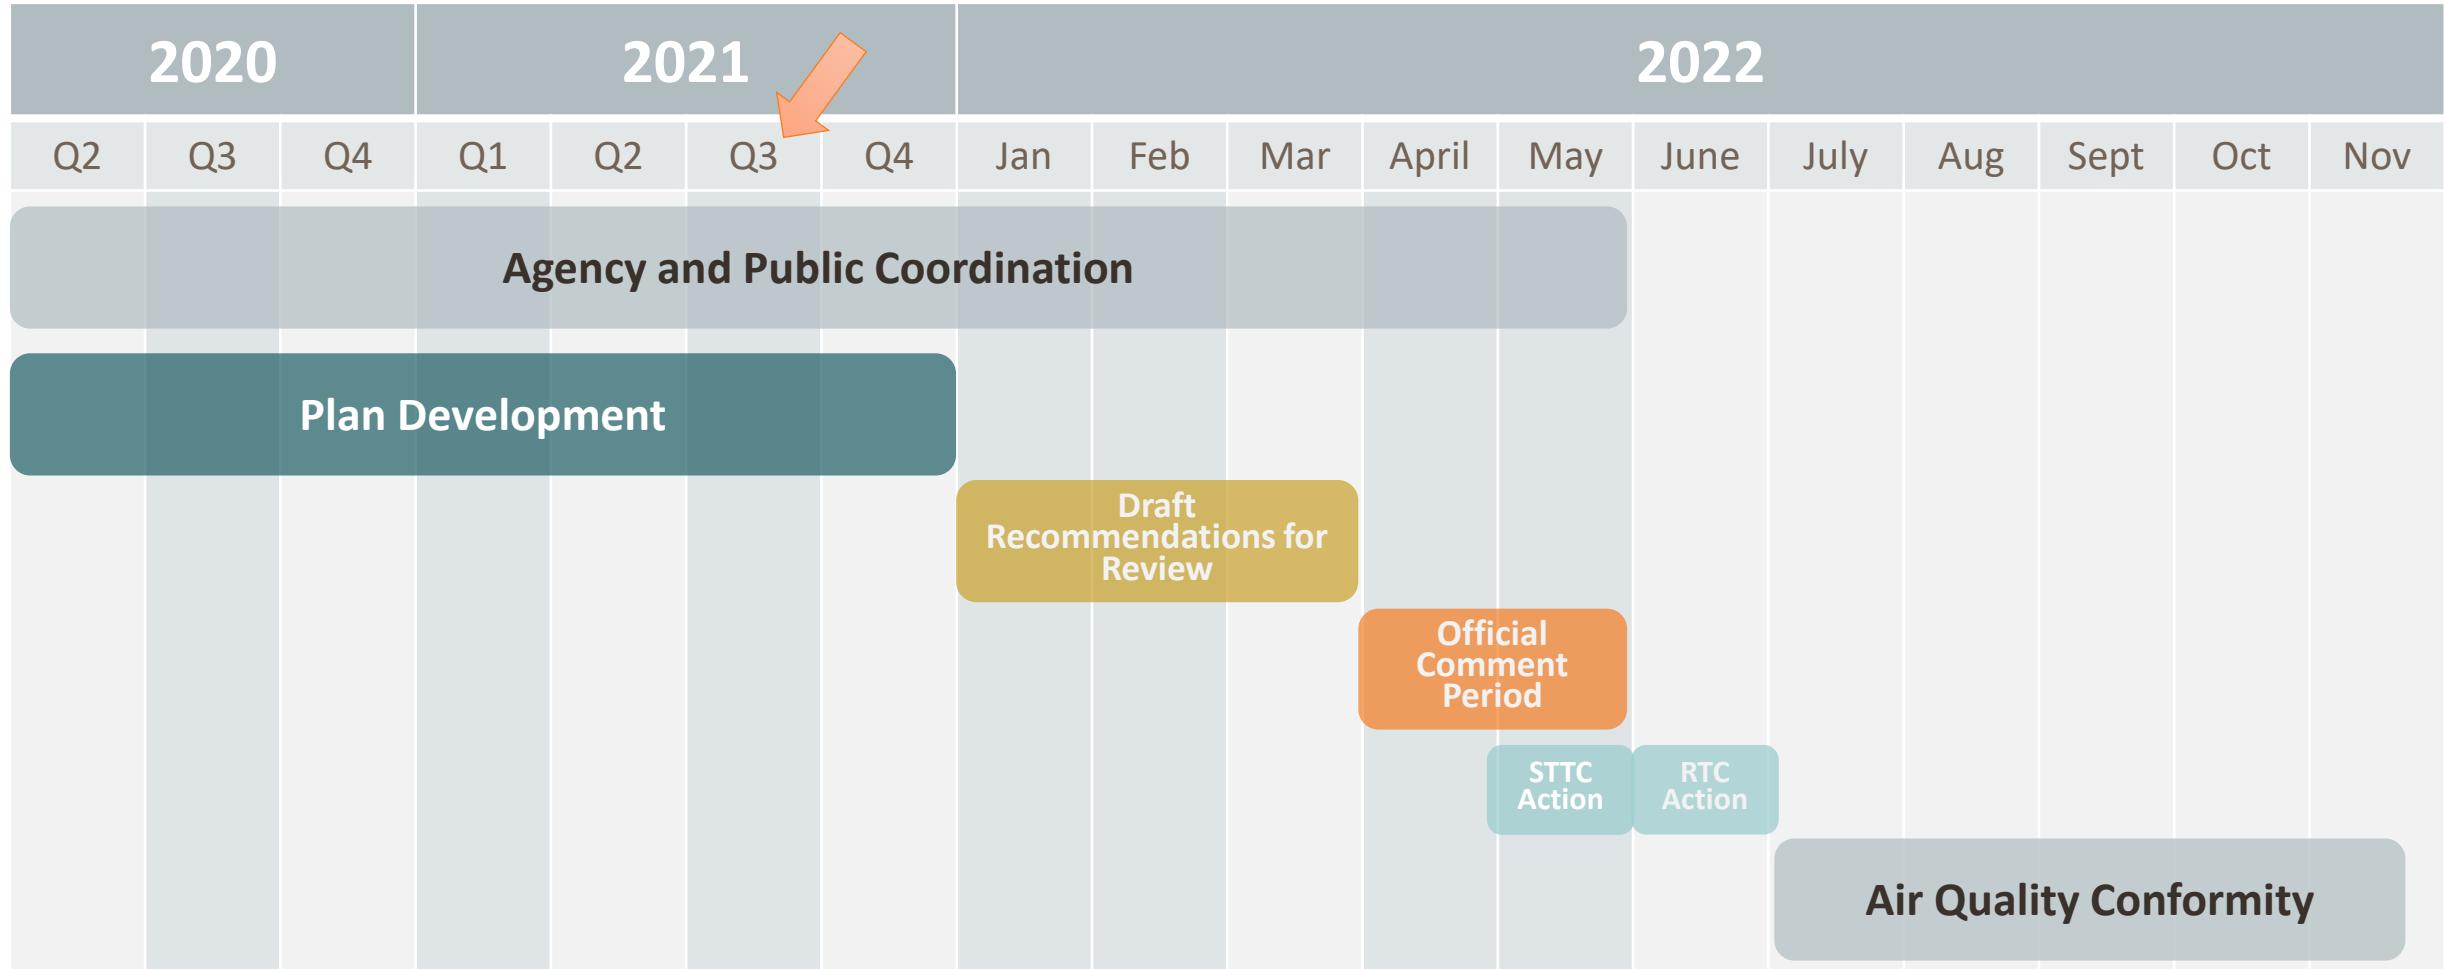 2020 2021 2022
Q2 Q3 Q4 Q1 Q2 Q3 Q4 Jan Feb Mar April May June July Aug Sept Oct Nov
Agency and Public Coordination
Plan Development
Draft
Recommendations for
Review
Official
Comment
Period
STTC
Action
RTC
Action
Air Quality Conformity